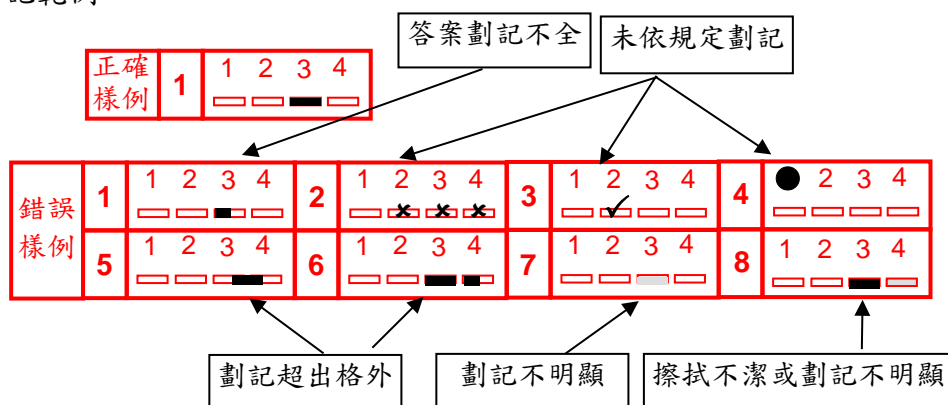 記範例
答案劃記不全 未依規定劃記
正確樣例 1 1 2 3 4
錯誤樣例
1 1 2 3 4 2 1 2 3 4 3 1 2 3 4 4 2 3 4
5 1 2 3 4 6 1 2 3 4 7 1 2 3 4 8 1 2 3 4
劃記超出格外 劃記不明顯 擦拭不潔或劃記不明顯